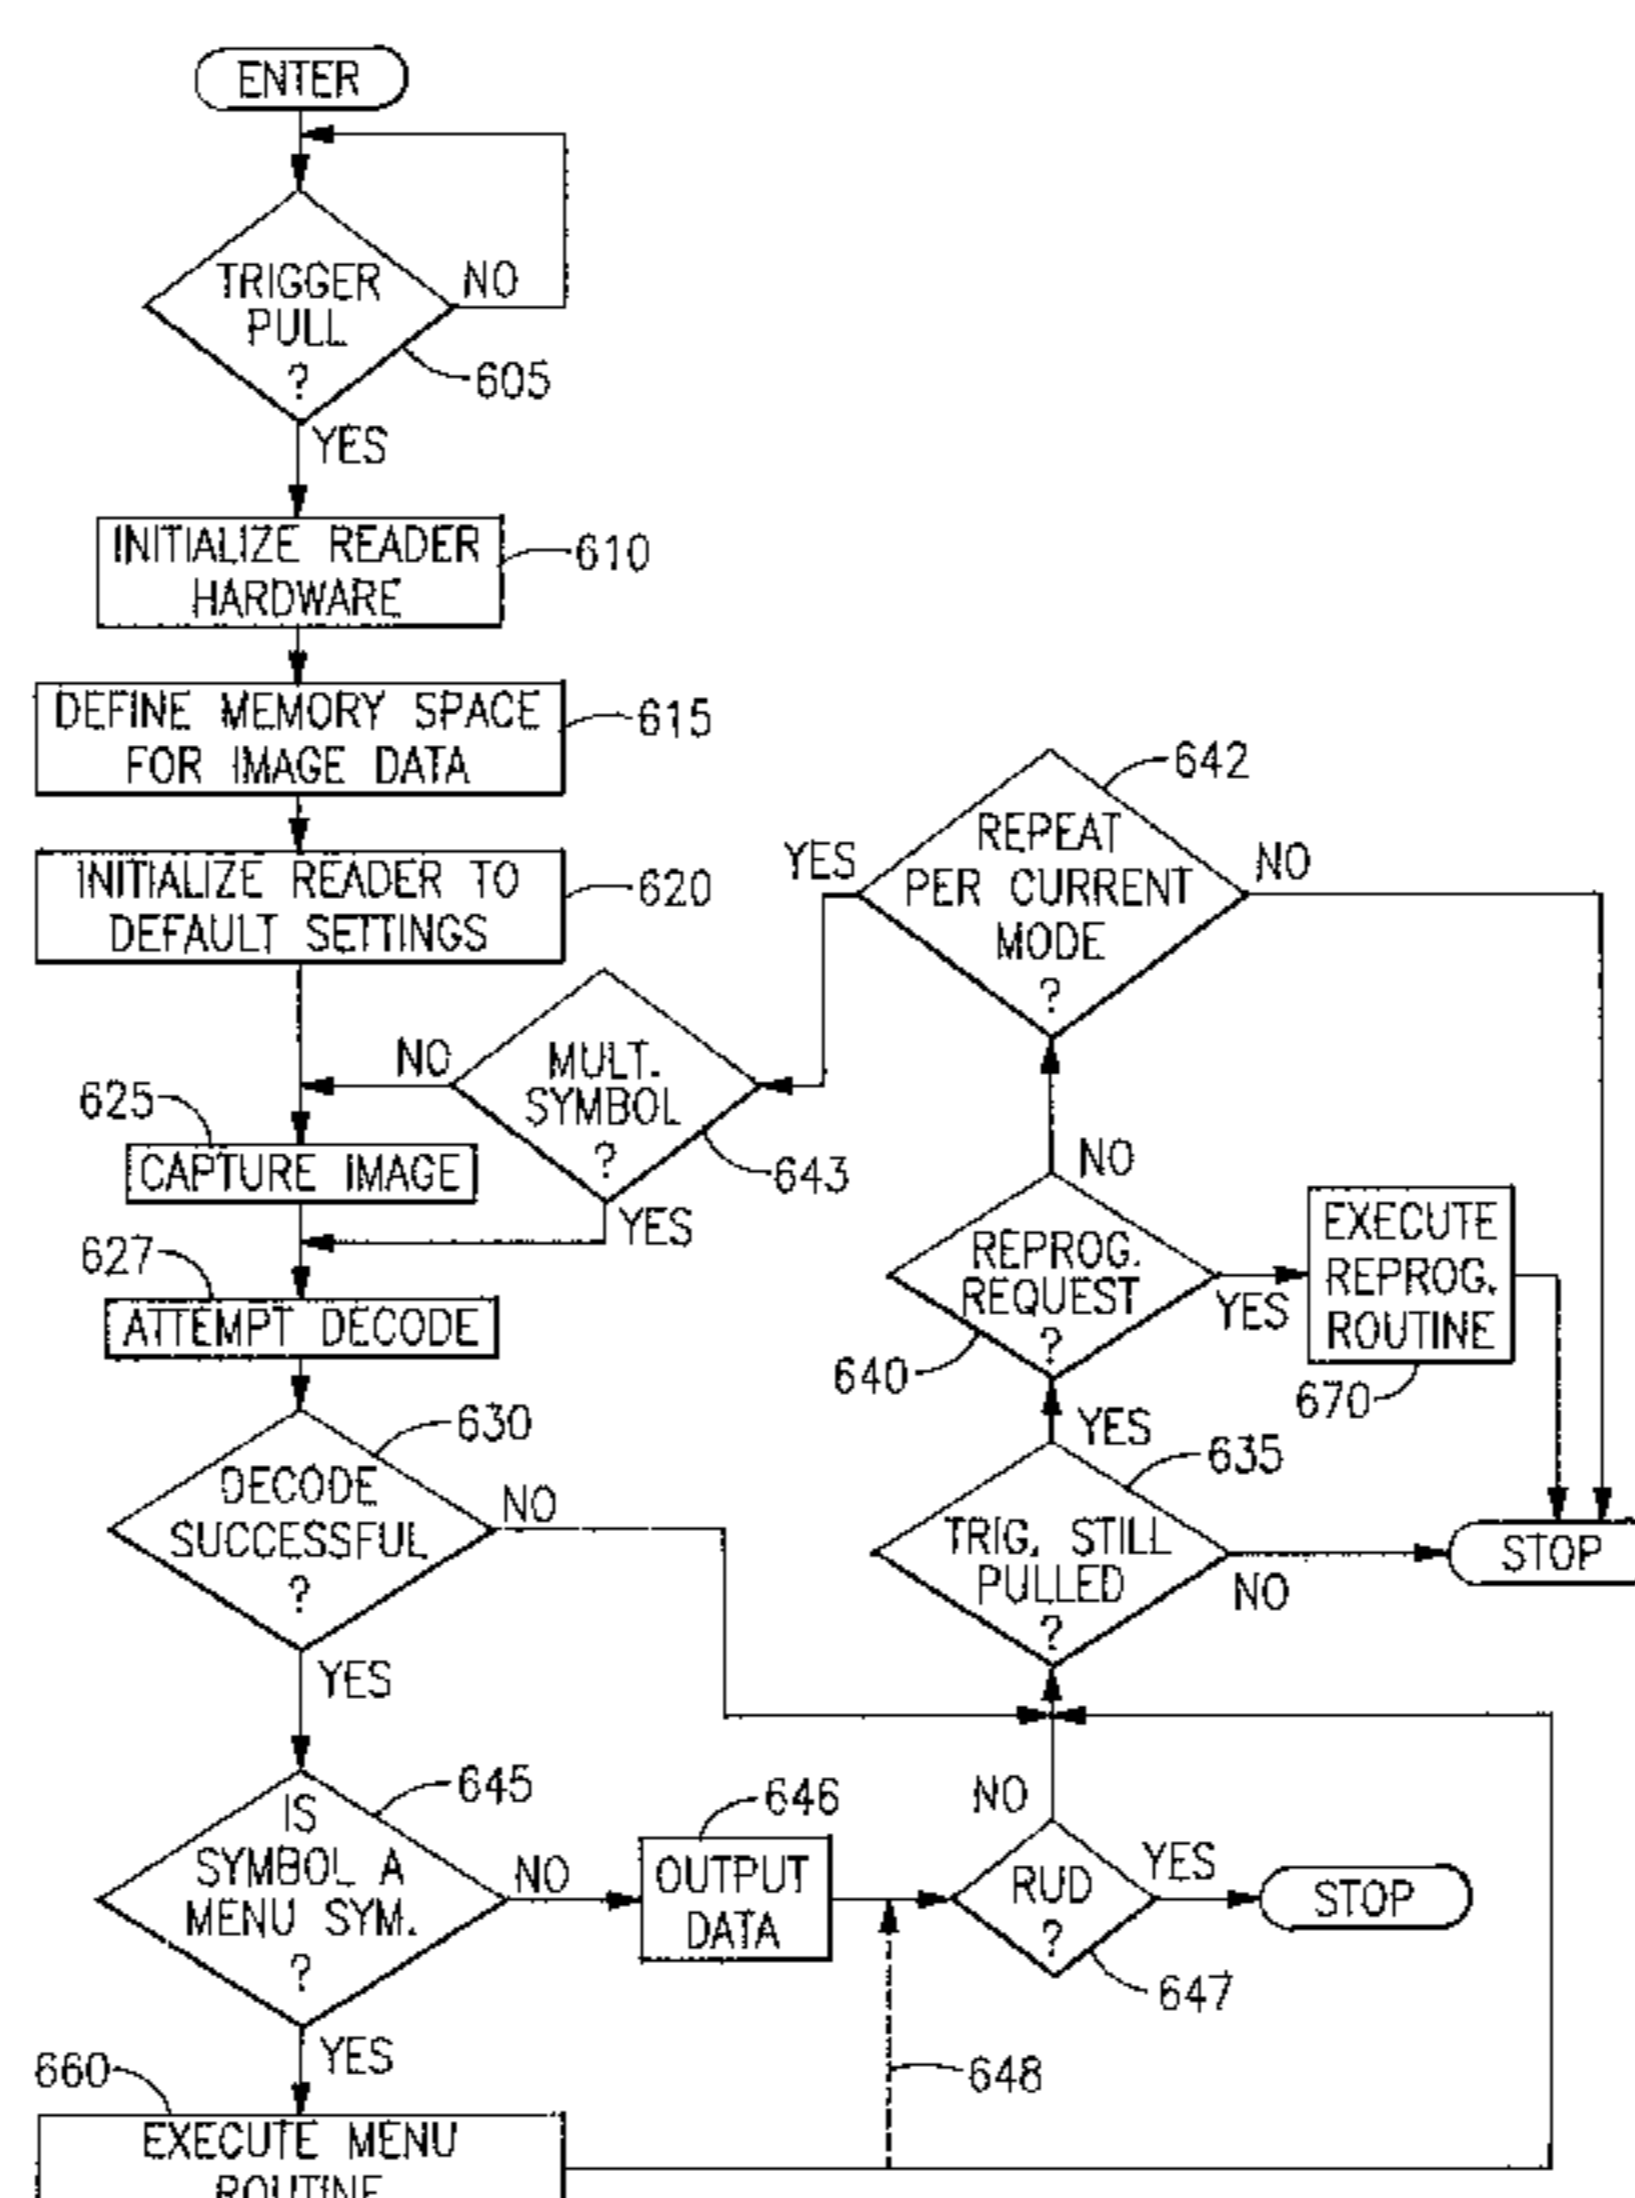 ENTER
TRIGGER
PULL
?
NO
605
YES
INITIALIZE READER
HARDWARE
610
DEFINE MEMORY SPACE
FOR IMAGE DATA
615
INITIALIZE READER TO
DEFAULT SETTINGS
620
625
CAPTURE IMAGE
627
ATTEMPT DECODE
630
DECODE
SUCCESSFUL
?
NO
YES
645
IS
SYMBOL A
MENU SYM.
?
NO
YES
660
EXECUTE MENU
ROUTINE
646
OUTPUT
DATA
648
RUD
?
NO
YES
647
STOP
635
TRIG. STILL
PULLED
?
YES
NO
STOP
REPROG.
REQUEST
?
640
NO
YES
EXECUTE
REPROG.
ROUTINE
670
642
REPEAT
PER CURRENT
MODE
?
YES
NO
MULT.
SYMBOL
?
643
NO
YES